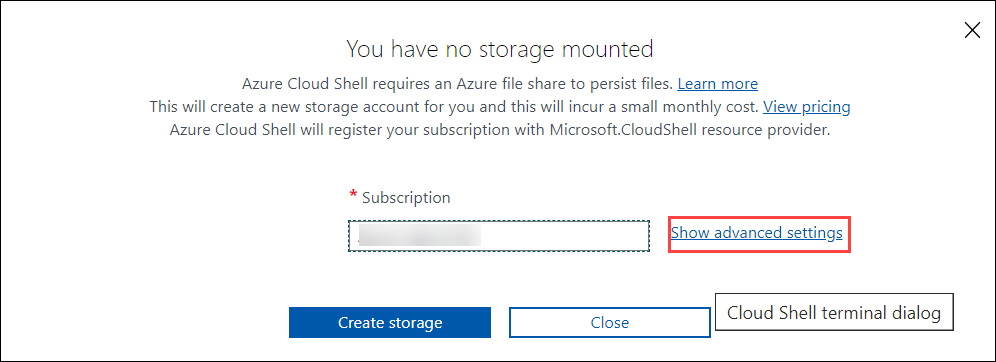 You have no storage mounted
Azure Cloud Shell requires an Azure file share to persist files. Learn more
This will create a new storage account for you and this will incur a small monthly cost. View pricing
Azure Cloud Shell will register your subscription with Microsoft.CloudShell resource provider.
* Subscription
Show advanced settings
Create storage
Close
Cloud Shell terminal dialog